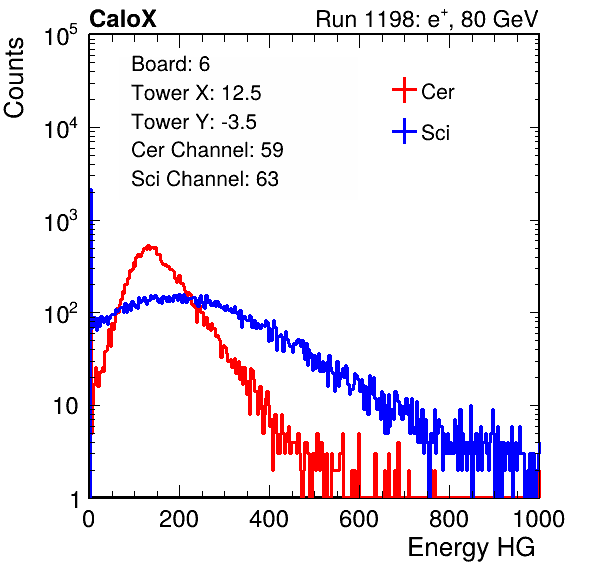 CaloX Run 1198: e⁺, 80 GeV
Counts
10⁵
10⁴
10³
10²
10
1
Board: 6
Tower X: 12.5
Tower Y: -3.5
Cer Channel: 59
Sci Channel: 63
Cer
Sci
0 200 400 600 800 1000
Energy HG